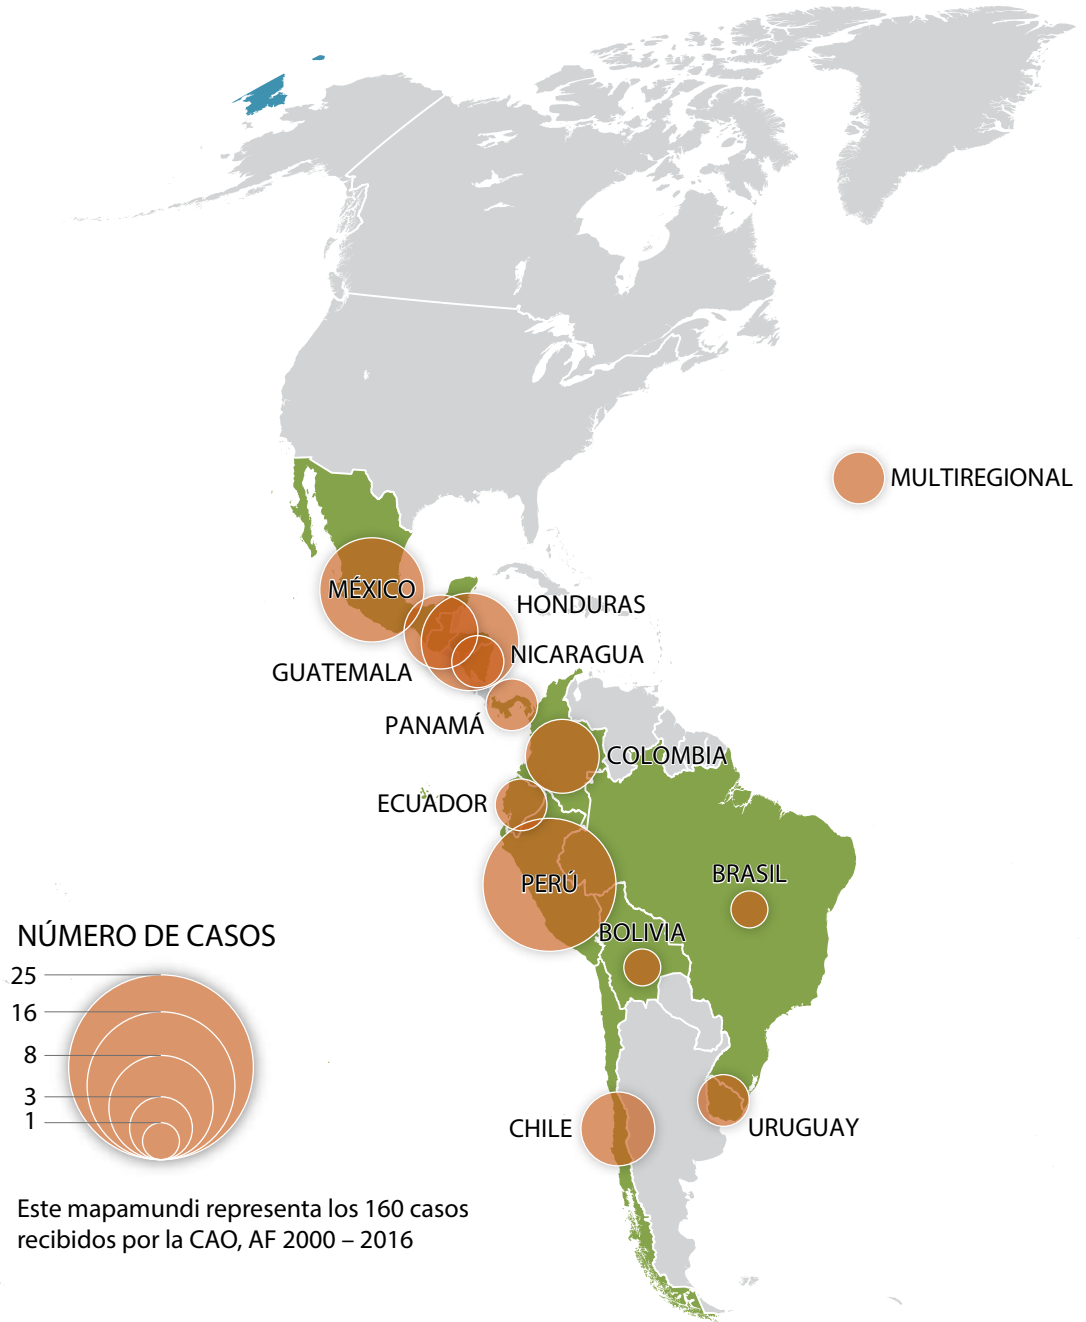 MULTIREGIONAL
MÉXICO
HONDURAS
NICARAGUA
GUATEMALA
PANAMÁ
COLOMBIA
ECUADOR
PERÚ
BRASIL
BOLIVIA
CHILE
URUGUAY
NÚMERO DE CASOS
25
16
8
3
1
Este mapamundi representa los 160 casos
recibidos por la CAO, AF 2000 – 2016